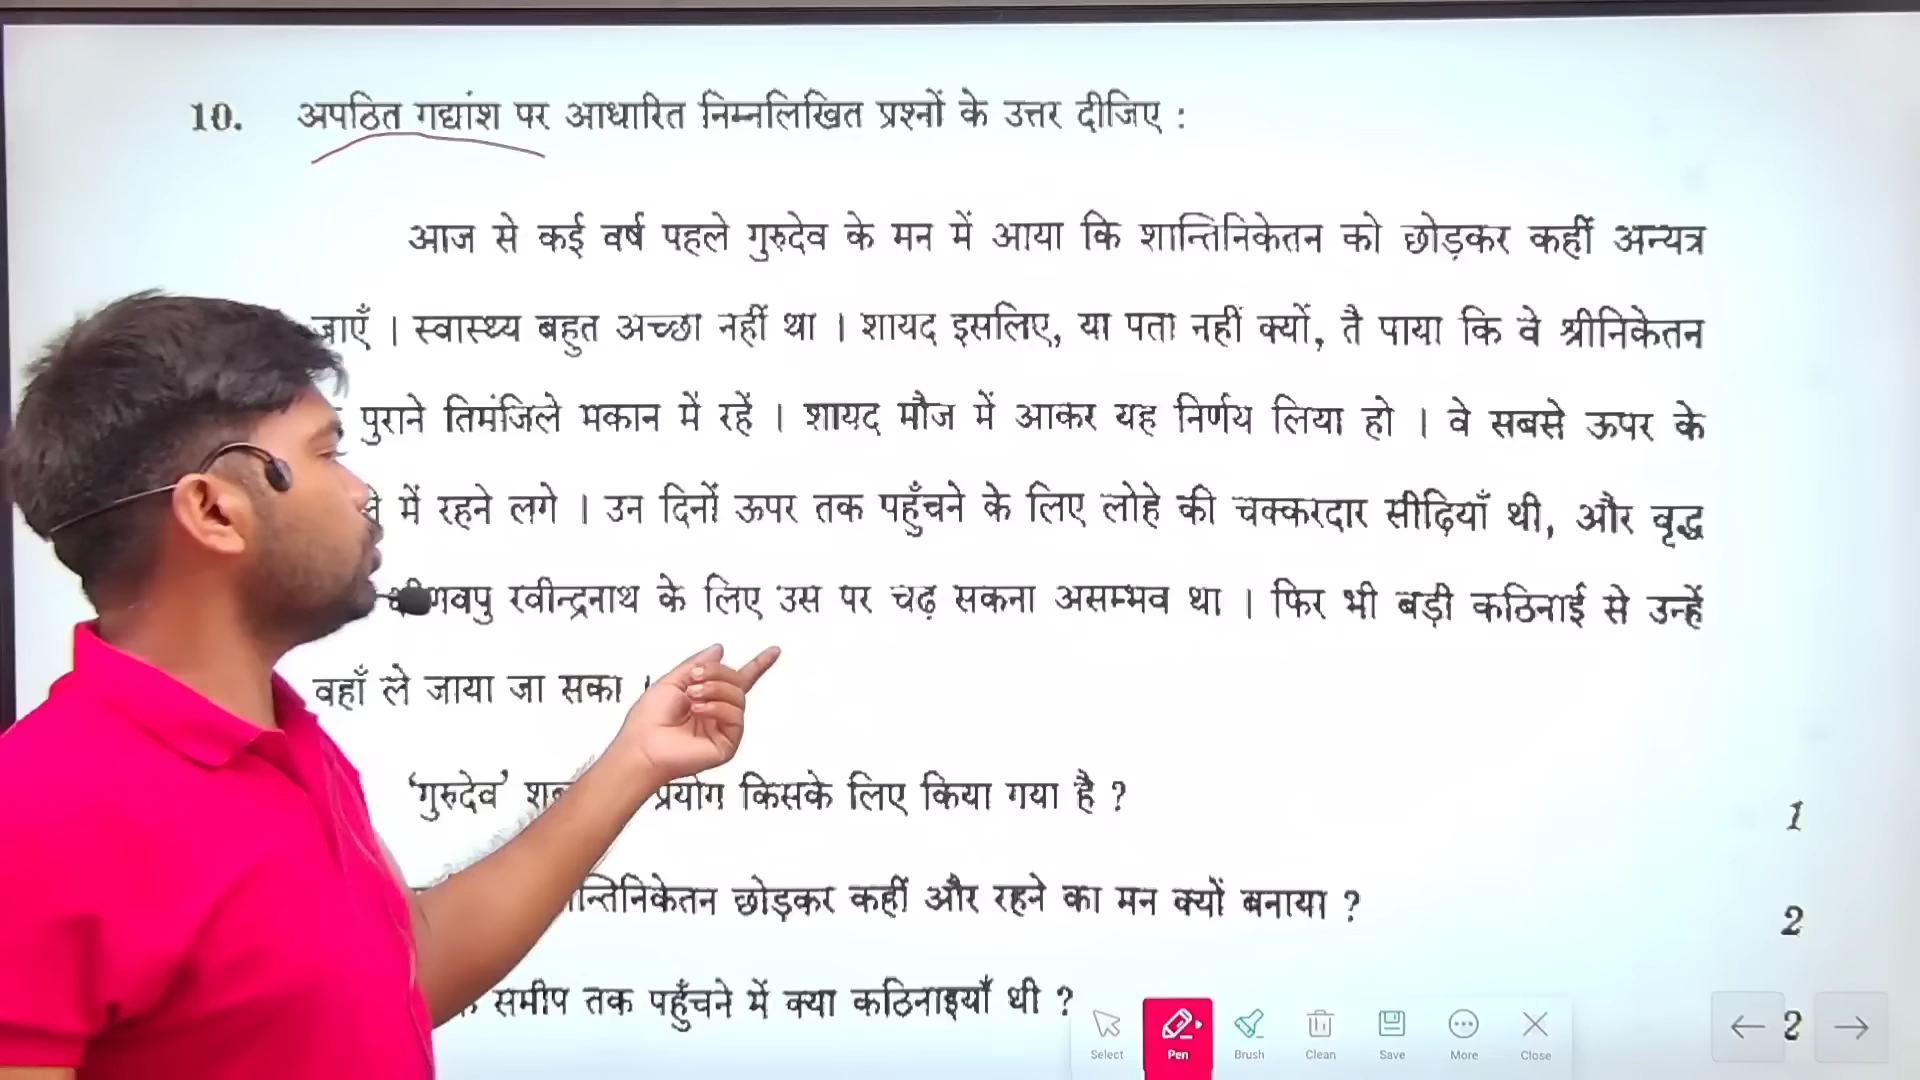 10. अपठित गद्यांश पर आधारित निम्नलिखित प्रश्नों के उत्तर दीजिए :
आज से कई वर्ष पहले गुरुदेव के मन में आया कि शान्तिनिकेतन को छोड़कर कहीं अन्यत्र
जाएँ । स्वास्थ्य बहुत अच्छा नहीं था । शायद इसलिए, या पता नहीं क्यों, तै पाया कि वे श्रीनिकेतन
पुराने तिमंजिले मकान में रहें । शायद मौज में आकर यह निर्णय लिया हो । वे सबसे ऊपर के
में रहने लगे । उन दिनों ऊपर तक पहुँचने के लिए लोहे की चक्करदार सीढ़ियाँ थी, और वृद्ध
रवीन्द्रनाथ के लिए उस पर चढ़ सकना असम्भव था । फिर भी बड़ी कठिनाई से उन्हें
वहाँ ले जाया जा सका ।
‘गुरुदेव’ प्रयोग किसके लिए किया गया है ? 1
छोड़कर कहीं और रहने का मन क्यों बनाया ? 2
समीप तक पहुँचने में क्या कठिनाइयाँ थी ? 2
Select Pen Brush Clean Save More Close